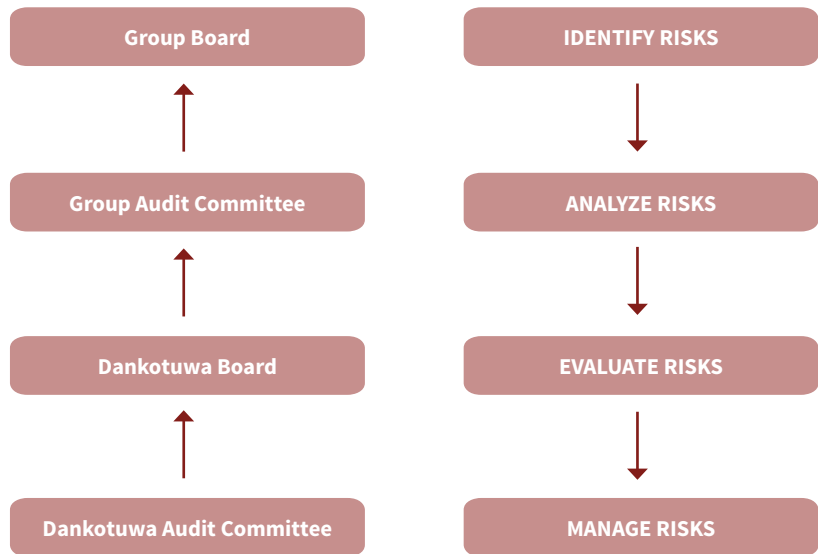 Group Board
IDENTIFY RISKS
Group Audit Committee
ANALYZE RISKS
Dankotuwa Board
EVALUATE RISKS
Dankotuwa Audit Committee
MANAGE RISKS